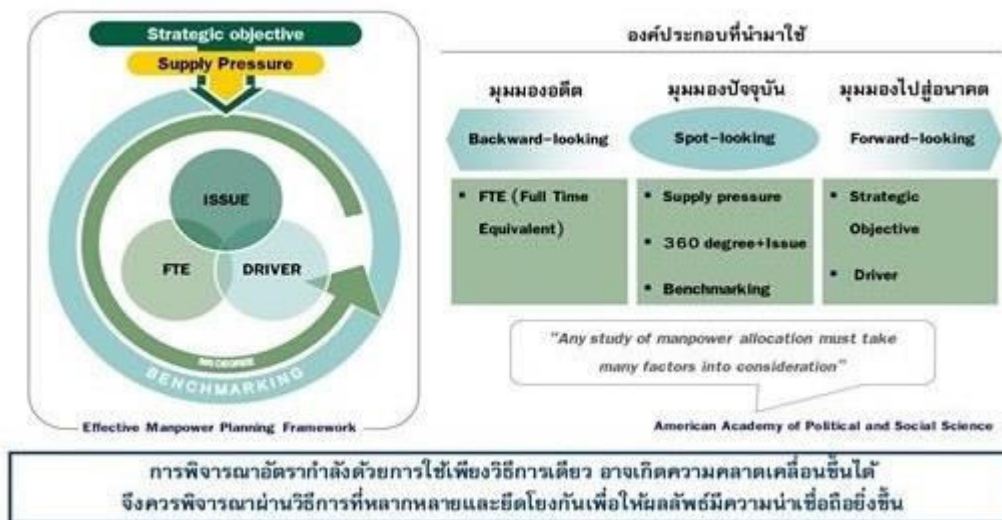 Strategic objective
Supply Pressure
ISSUE
FTE
DRIVER
360 DEGREE
BENCHMARKING
Effective Manpower Planning Framework
องค์ประกอบที่นำมาใช้
มุมมองอดีต
มุมมองปัจจุบัน
มุมมองไปสู่อนาคต
Backward-looking
Spot-looking
Forward-looking
▪ FTE (Full Time
Equivalent)
▪ Supply pressure
▪ 360 degree+Issue
▪ Benchmarking
▪ Strategic
Objective
▪ Driver
"Any study of manpower allocation must take
many factors into consideration"
American Academy of Political and Social Science
การพิจารณาอัตรากำลังด้วยการใช้เพียงวิธีการเดียว อาจเกิดความคลาดเคลื่อนขึ้นได้
จึงควรพิจารณาผ่านวิธีการที่หลากหลายและยึดโยงกันเพื่อให้ผลลัพธ์มีความน่าเชื่อถือยิ่งขึ้น